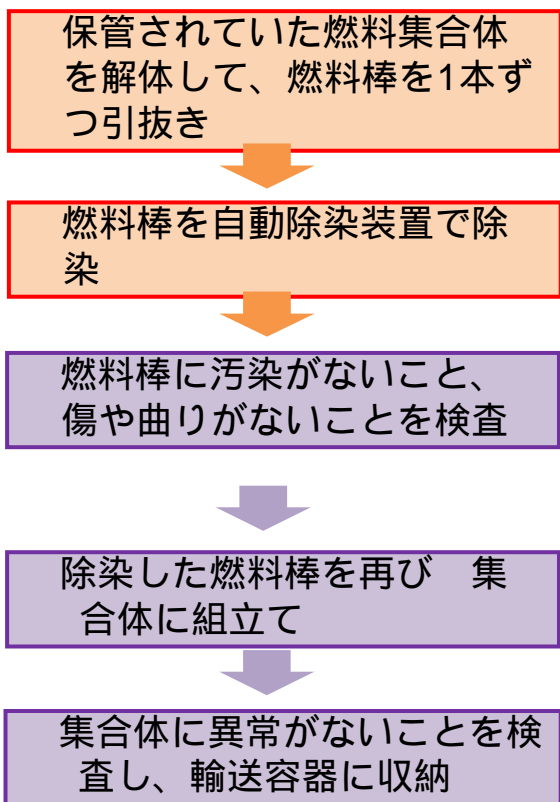 保管されていた燃料集合体
を解体して、燃料棒を1本ず
つ引抜き
燃料棒を自動除染装置で除
染
燃料棒に汚染がないこと、
傷や曲りがないことを検査
除染した燃料棒を再び　集
合体に組立て
集合体に異常がないことを検
査し、輸送容器に収納